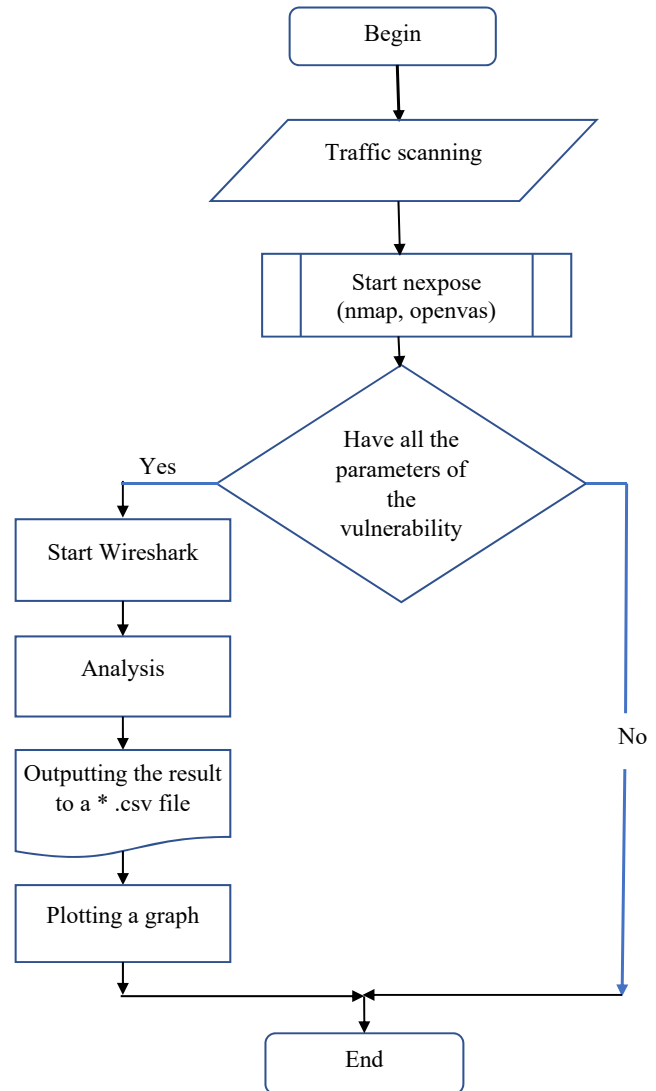 Begin
Traffic scanning
Start nexpose
(nmap, openvas)
Have all the
parameters of
the
vulnerability
Yes
Start Wireshark
Analysis
No
Outputting the result
to a * .csv file
Plotting a graph
End